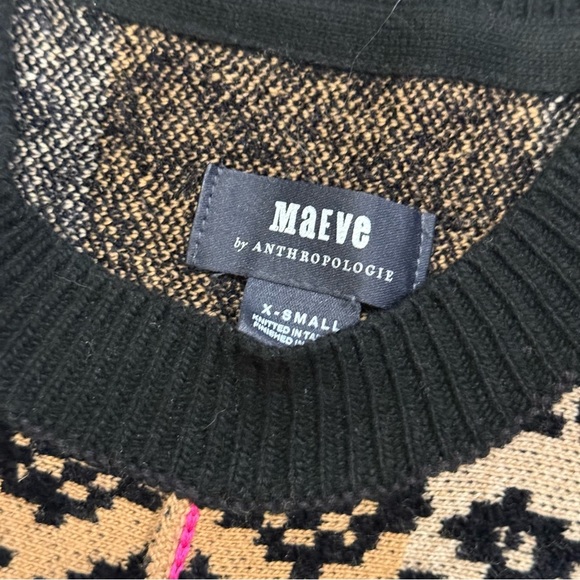 MaEVe
by ANTHROPOLOGIE
X-SMALL
KNITTED IN
FINISHED IN